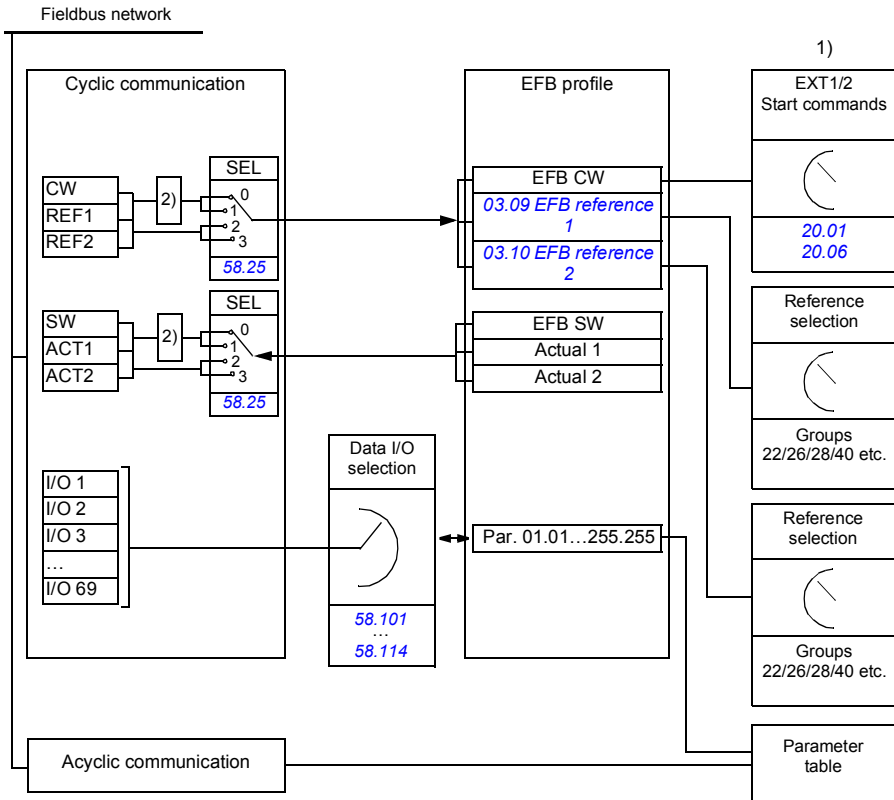 Fieldbus network
Cyclic communication
CW
REF1
REF2
2)
SEL
0
1
2
3
58.25
SW
ACT1
ACT2
2)
SEL
0
1
2
3
58.25
I/O 1
I/O 2
I/O 3
…
I/O 69
Data I/O
selection
58.101
…
58.114
EFB profile
EFB CW
03.09 EFB reference
1
03.10 EFB reference
2
EFB SW
Actual 1
Actual 2
Par. 01.01…255.255
1)
EXT1/2
Start commands
20.01
20.06
Reference
selection
Groups
22/26/28/40 etc.
Reference
selection
Groups
22/26/28/40 etc.
Acyclic communication
Parameter
table